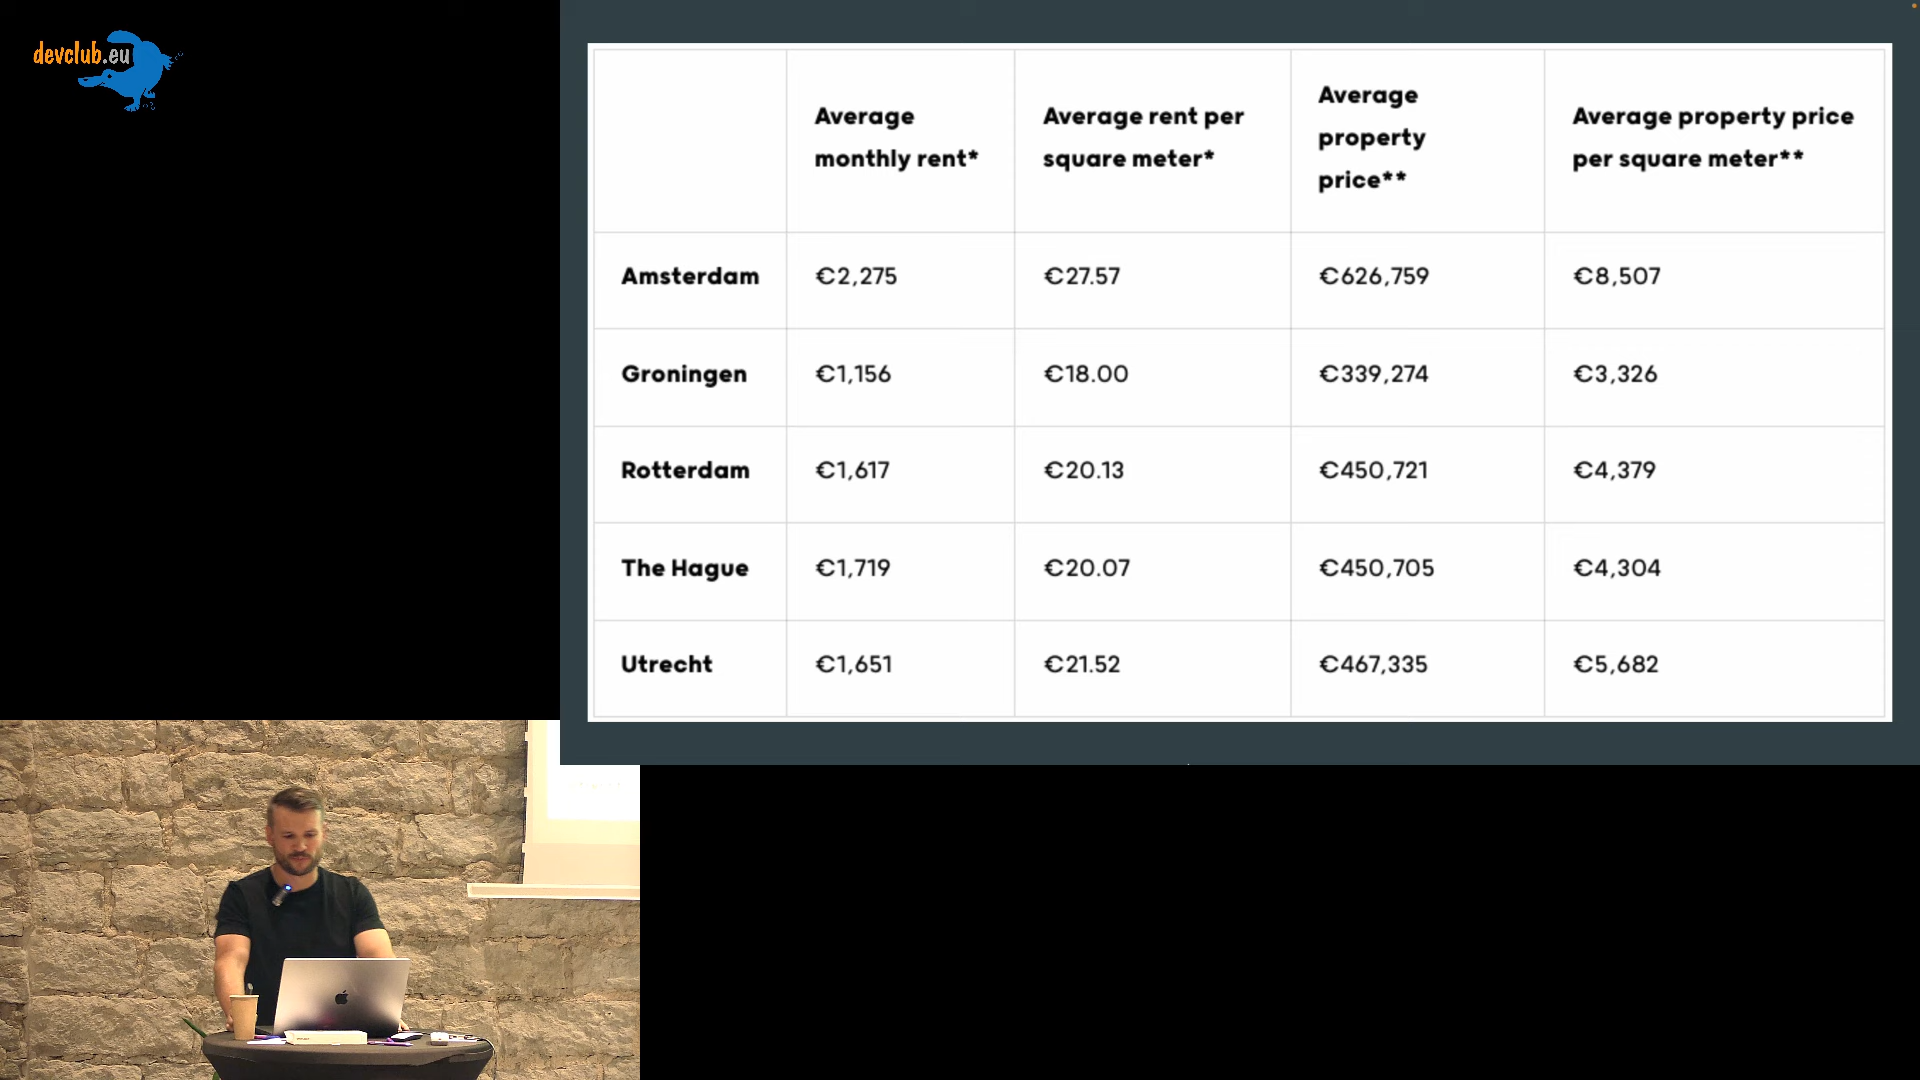 devclub.eu
Average
monthly rent*
Average rent per
square meter*
Average
property
price**
Average property price
per square meter**
Amsterdam €2,275 €27.57 €626,759 €8,507
Groningen €1,156 €18.00 €339,274 €3,326
Rotterdam €1,617 €20.13 €450,721 €4,379
The Hague €1,719 €20.07 €450,705 €4,304
Utrecht €1,651 €21.52 €467,335 €5,682